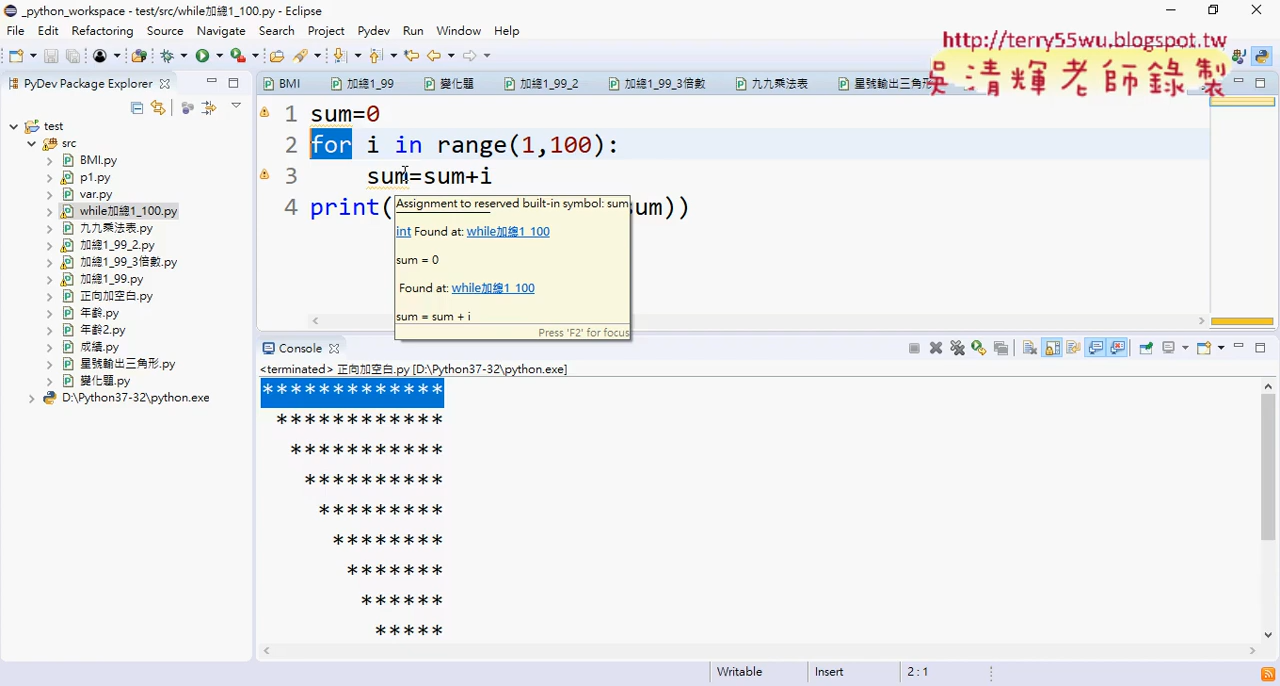 _python_workspace - test/src/while加總1_100.py - Eclipse
File Edit Refactoring Source Navigate Search Project Pydev Run Window Help
http://terry55wu.blogspot.tw
吳清輝老師錄製
PyDev Package Explorer
BMI 加總1_99 變化題 加總1_99_2 加總1_99_3倍數 九九乘法表 星號輸出三角形
test
src
BMI.py
p1.py
var.py
while加總1_100.py
九九乘法表.py
加總1_99_2.py
加總1_99_3倍數.py
加總1_99.py
正向加空白.py
年齡.py
年齡2.py
成績.py
星號輸出三角形.py
變化題.py
D:\Python37-32\python.exe
1 sum=0
2 for i in range(1,100):
3 sum=sum+i
4 print( sum))
Assignment to reserved built-in symbol: sum
int Found at: while加總1_100
sum = 0
Found at: while加總1_100
sum = sum + i
Press 'F2' for focus
Console
<terminated> 正向加空白.py [D:\Python37-32\python.exe]
*************
************
***********
**********
*********
********
*******
******
*****
Writable Insert 2 : 1